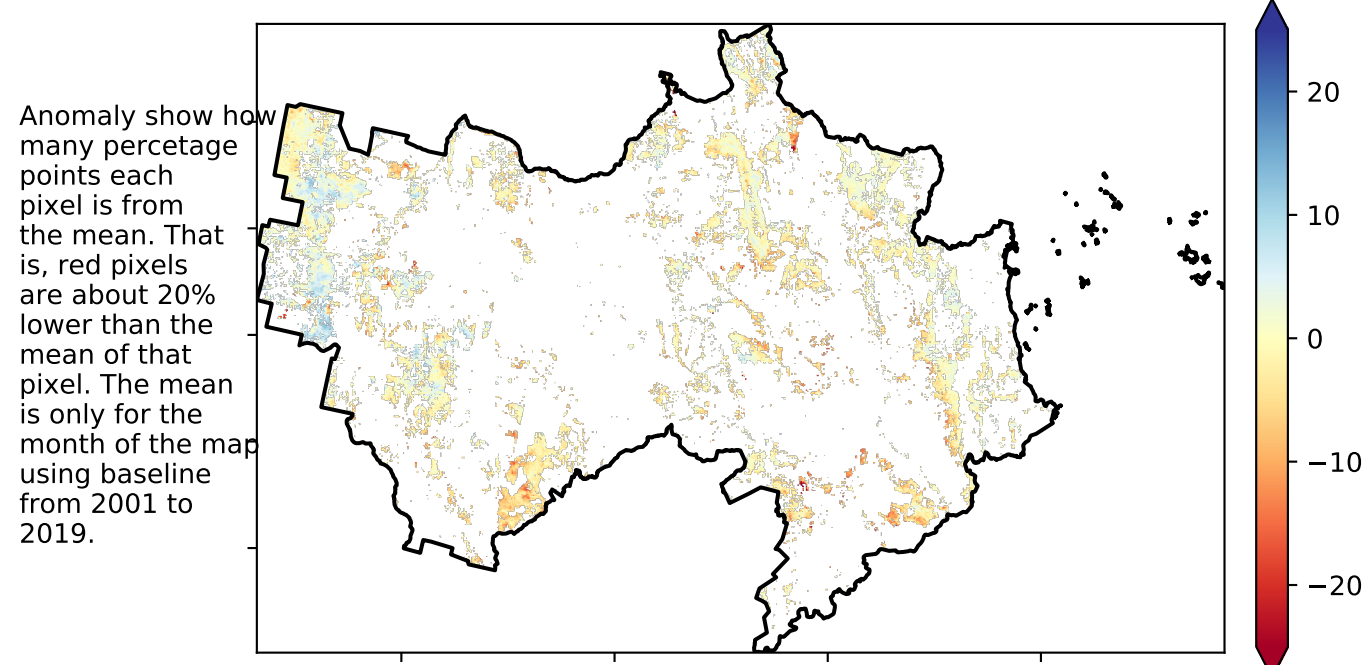 Anomaly show how
many percetage
points each
pixel is from
the mean. That
is, red pixels
are about 20%
lower than the
mean of that
pixel. The mean
is only for the
month of the map
using baseline
from 2001 to
2019.
20
10
0
−10
−20